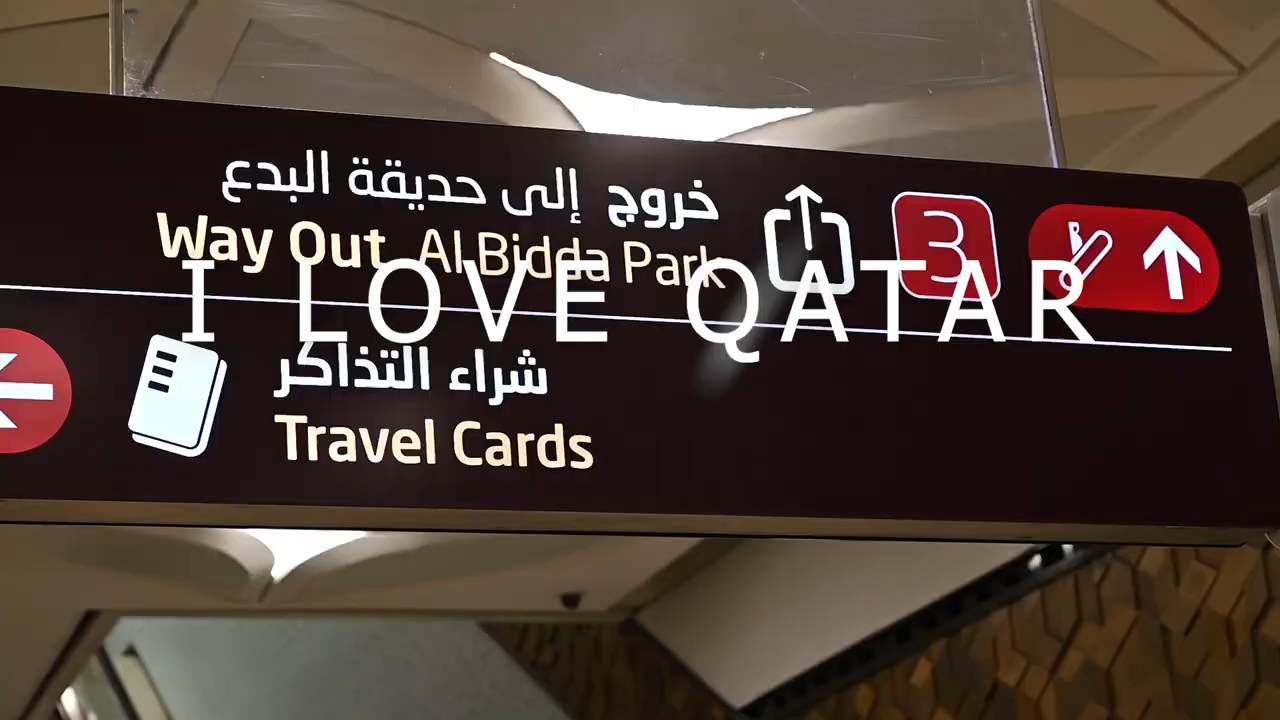 خروج إلى حديقة البدع
Way Out Al Bidda Park
3
I LOVE QATAR
شراء التذاكر
Travel Cards